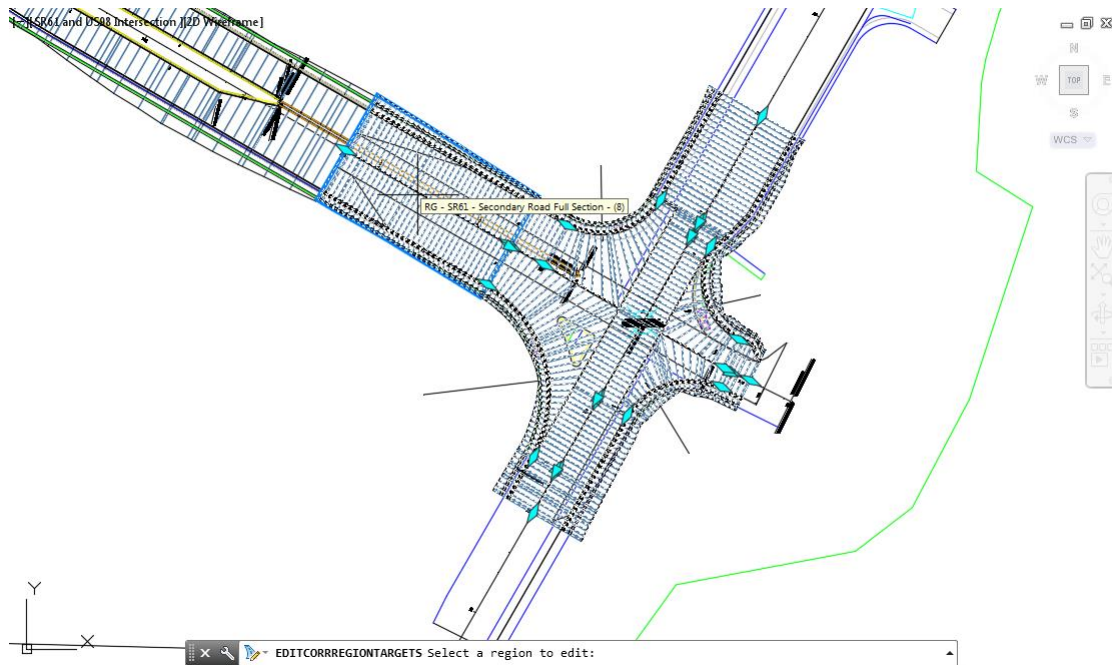 [−][SR61 and US98 Intersection ][2D Wireframe]
N
W
TOP
E
S
WCS
RG - SR61 - Secondary Road Full Section - (8)
Y
X
EDITCORRREGIONTARGETS Select a region to edit: